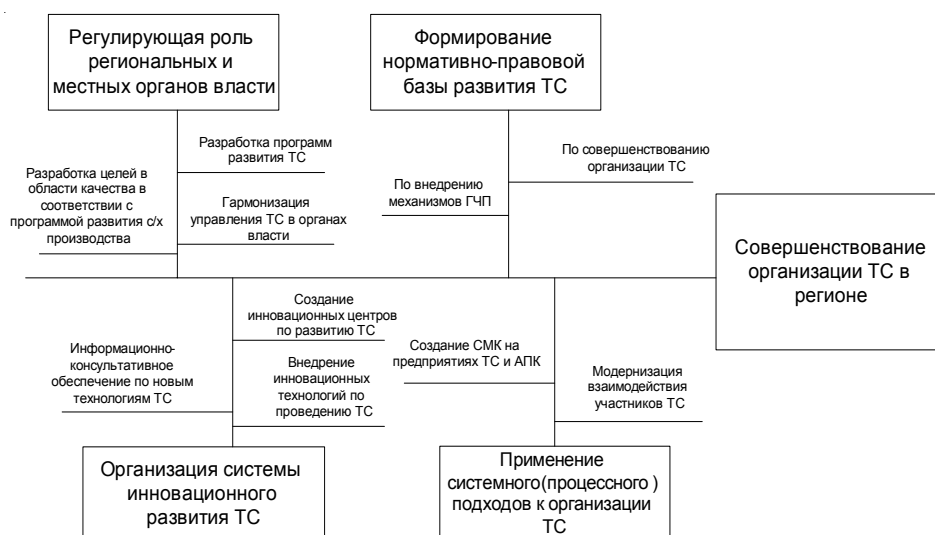 Регулирующая роль
региональных и
местных органов власти
Формирование
нормативно-правовой
базы развития ТС
Разработка программ
развития ТС
По совершенствованию
организации ТС
Разработка целей в
области качества в
соответствии с
программой развития с/х
производства
По внедрению
механизмов ГЧП
Гармонизация
управления ТС в органах
власти
Совершенствование
организации ТС в
регионе
Создание
инновационных центров
по развитию ТС
Информационно-
консультативное
обеспечение по новым
технологиям ТС
Внедрение
инновационных
технологий по
проведению ТС
Создание СМК на
предприятиях ТС и АПК
Модернизация
взаимодействия
участников ТС
Организация системы
инновационного
развития ТС
Применение
системного(процессного )
подходов к организации
ТС